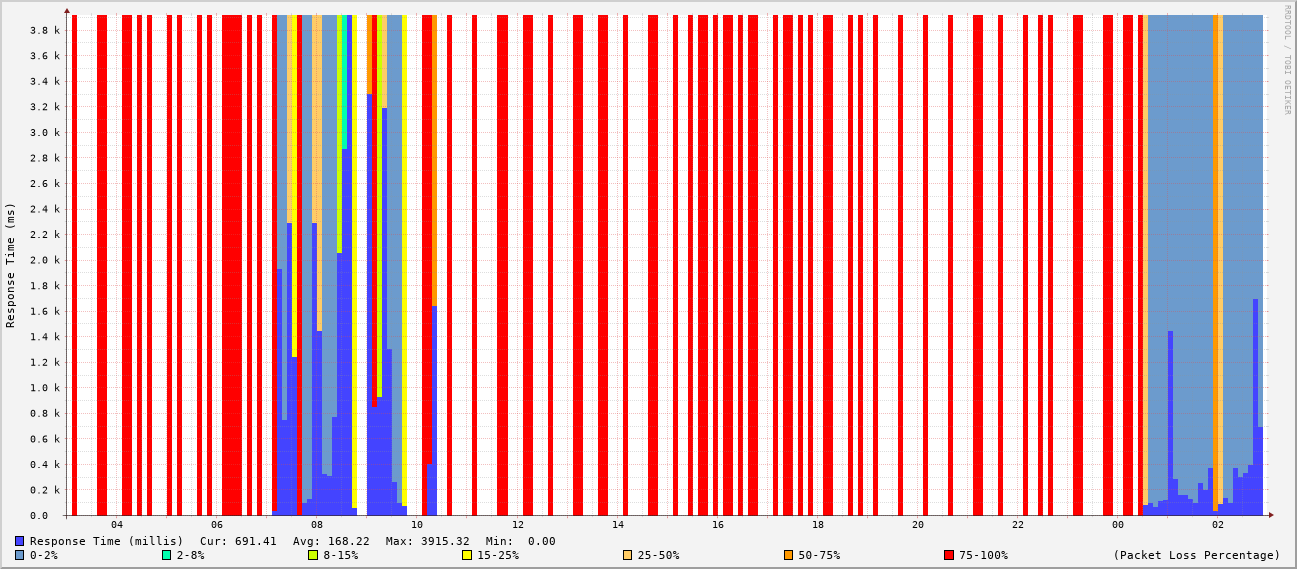 RRDTOOL / TOBI OETIKER
Response Time (ms)
3.8 k
3.6 k
3.4 k
3.2 k
3.0 k
2.8 k
2.6 k
2.4 k
2.2 k
2.0 k
1.8 k
1.6 k
1.4 k
1.2 k
1.0 k
0.8 k
0.6 k
0.4 k
0.2 k
0.0
04 06 08 10 12 14 16 18 20 22 00 02
Response Time (millis) Cur: 691.41 Avg: 168.22 Max: 3915.32 Min: 0.00
0-2% 2-8% 8-15% 15-25% 25-50% 50-75% 75-100% (Packet Loss Percentage)